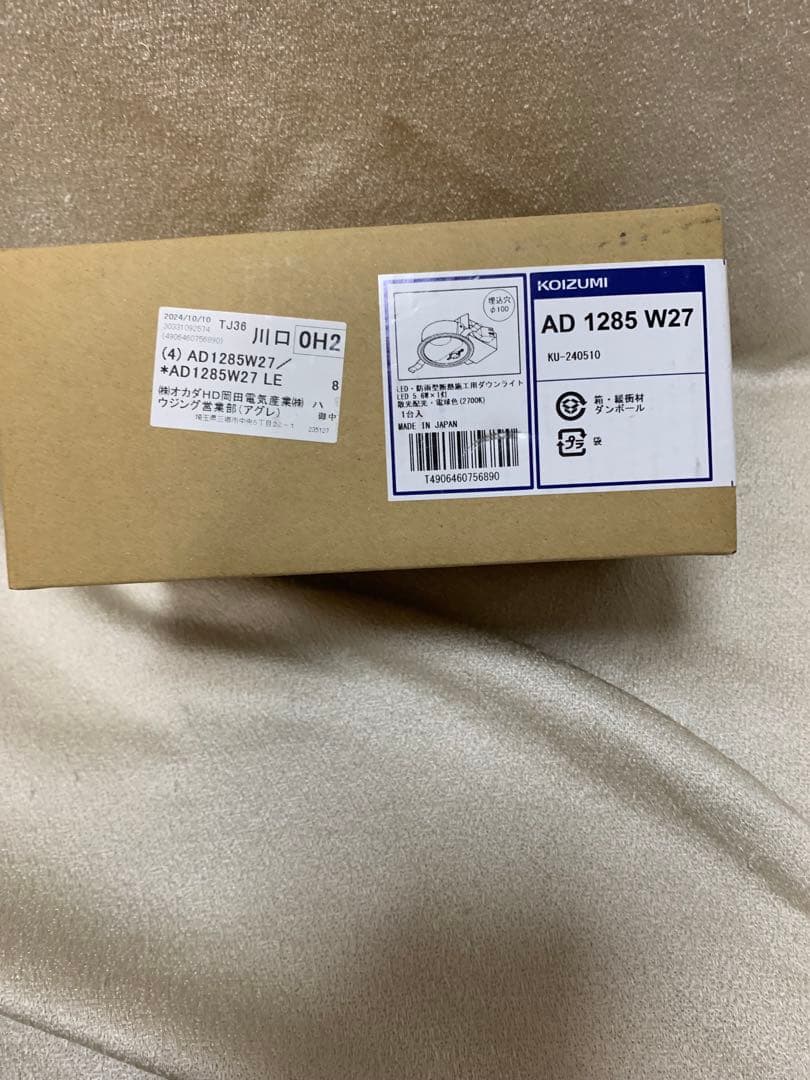 2024/10/10 TJ36 川口 0H2
30331092574
(4906460756890)
(4) AD1285W27/
*AD1285W27 LE 8
㈱オカダHD岡田電気産業㈱ ハ
ウジング営業部(アグレ) 御中
埼玉県三郷市中央5丁目22-1 235127
埋込穴
φ100
LED・防雨型断熱施工用ダウンライト
LED 5.6W×1灯
散光配光・電球色(2700K)
1台入
MADE IN JAPAN
T4906460756890
KOIZUMI
AD 1285 W27
KU-240510
箱・緩衝材
ダンボール
プラ 袋